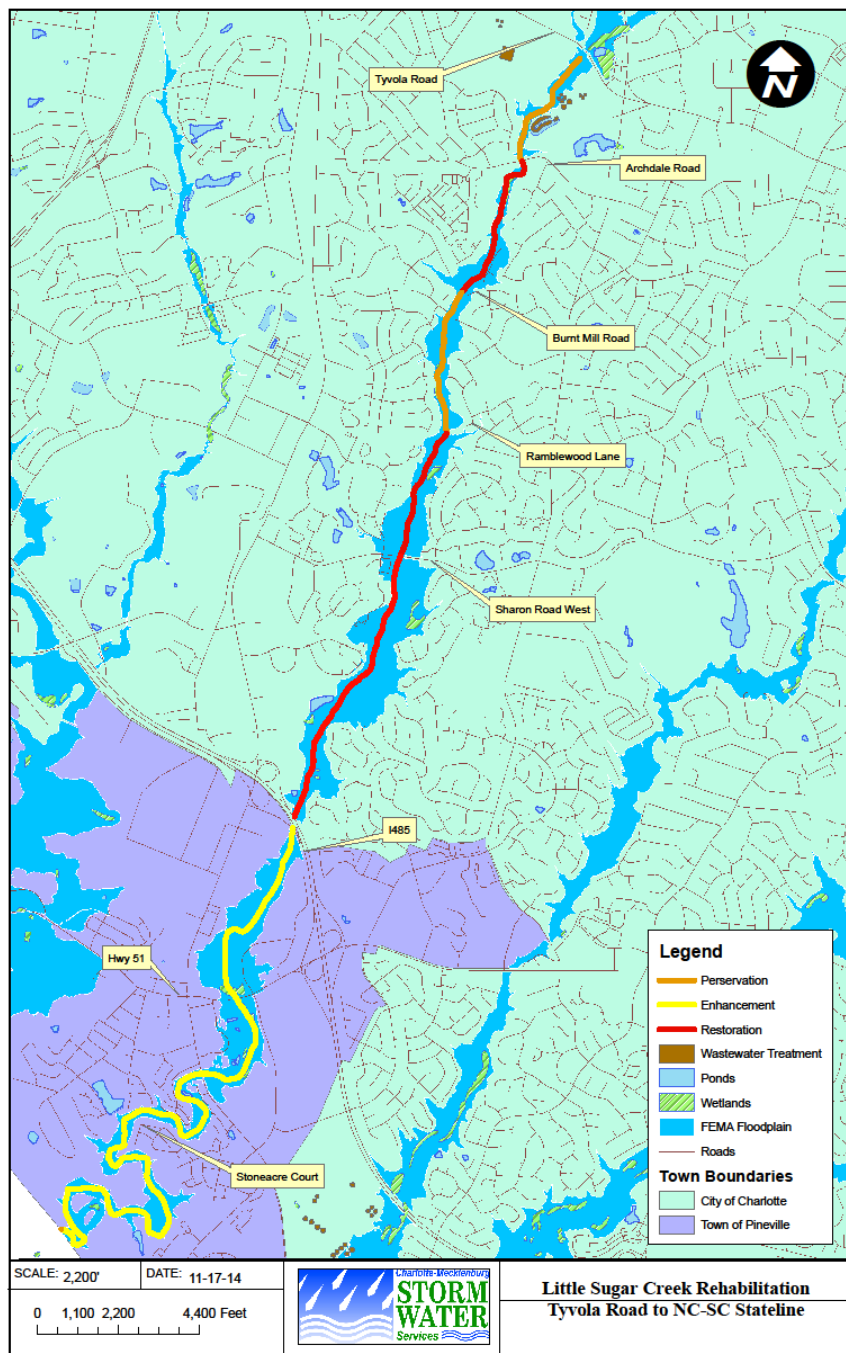 Tyvola Road
N
Archdale Road
Burnt Mill Road
Ramblewood Lane
Sharon Road West
I485
Hwy 51
Stoneacre Court
Legend
Perservation
Enhancement
Restoration
Wastewater Treatment
Ponds
Wetlands
FEMA Floodplain
Roads
Town Boundaries
City of Charlotte
Town of Pineville
SCALE: 2,200'
DATE: 11-17-14
0 1,100 2,200 4,400 Feet
Charlotte-Mecklenburg
STORM
WATER
Services
Little Sugar Creek Rehabilitation
Tyvola Road to NC-SC Stateline